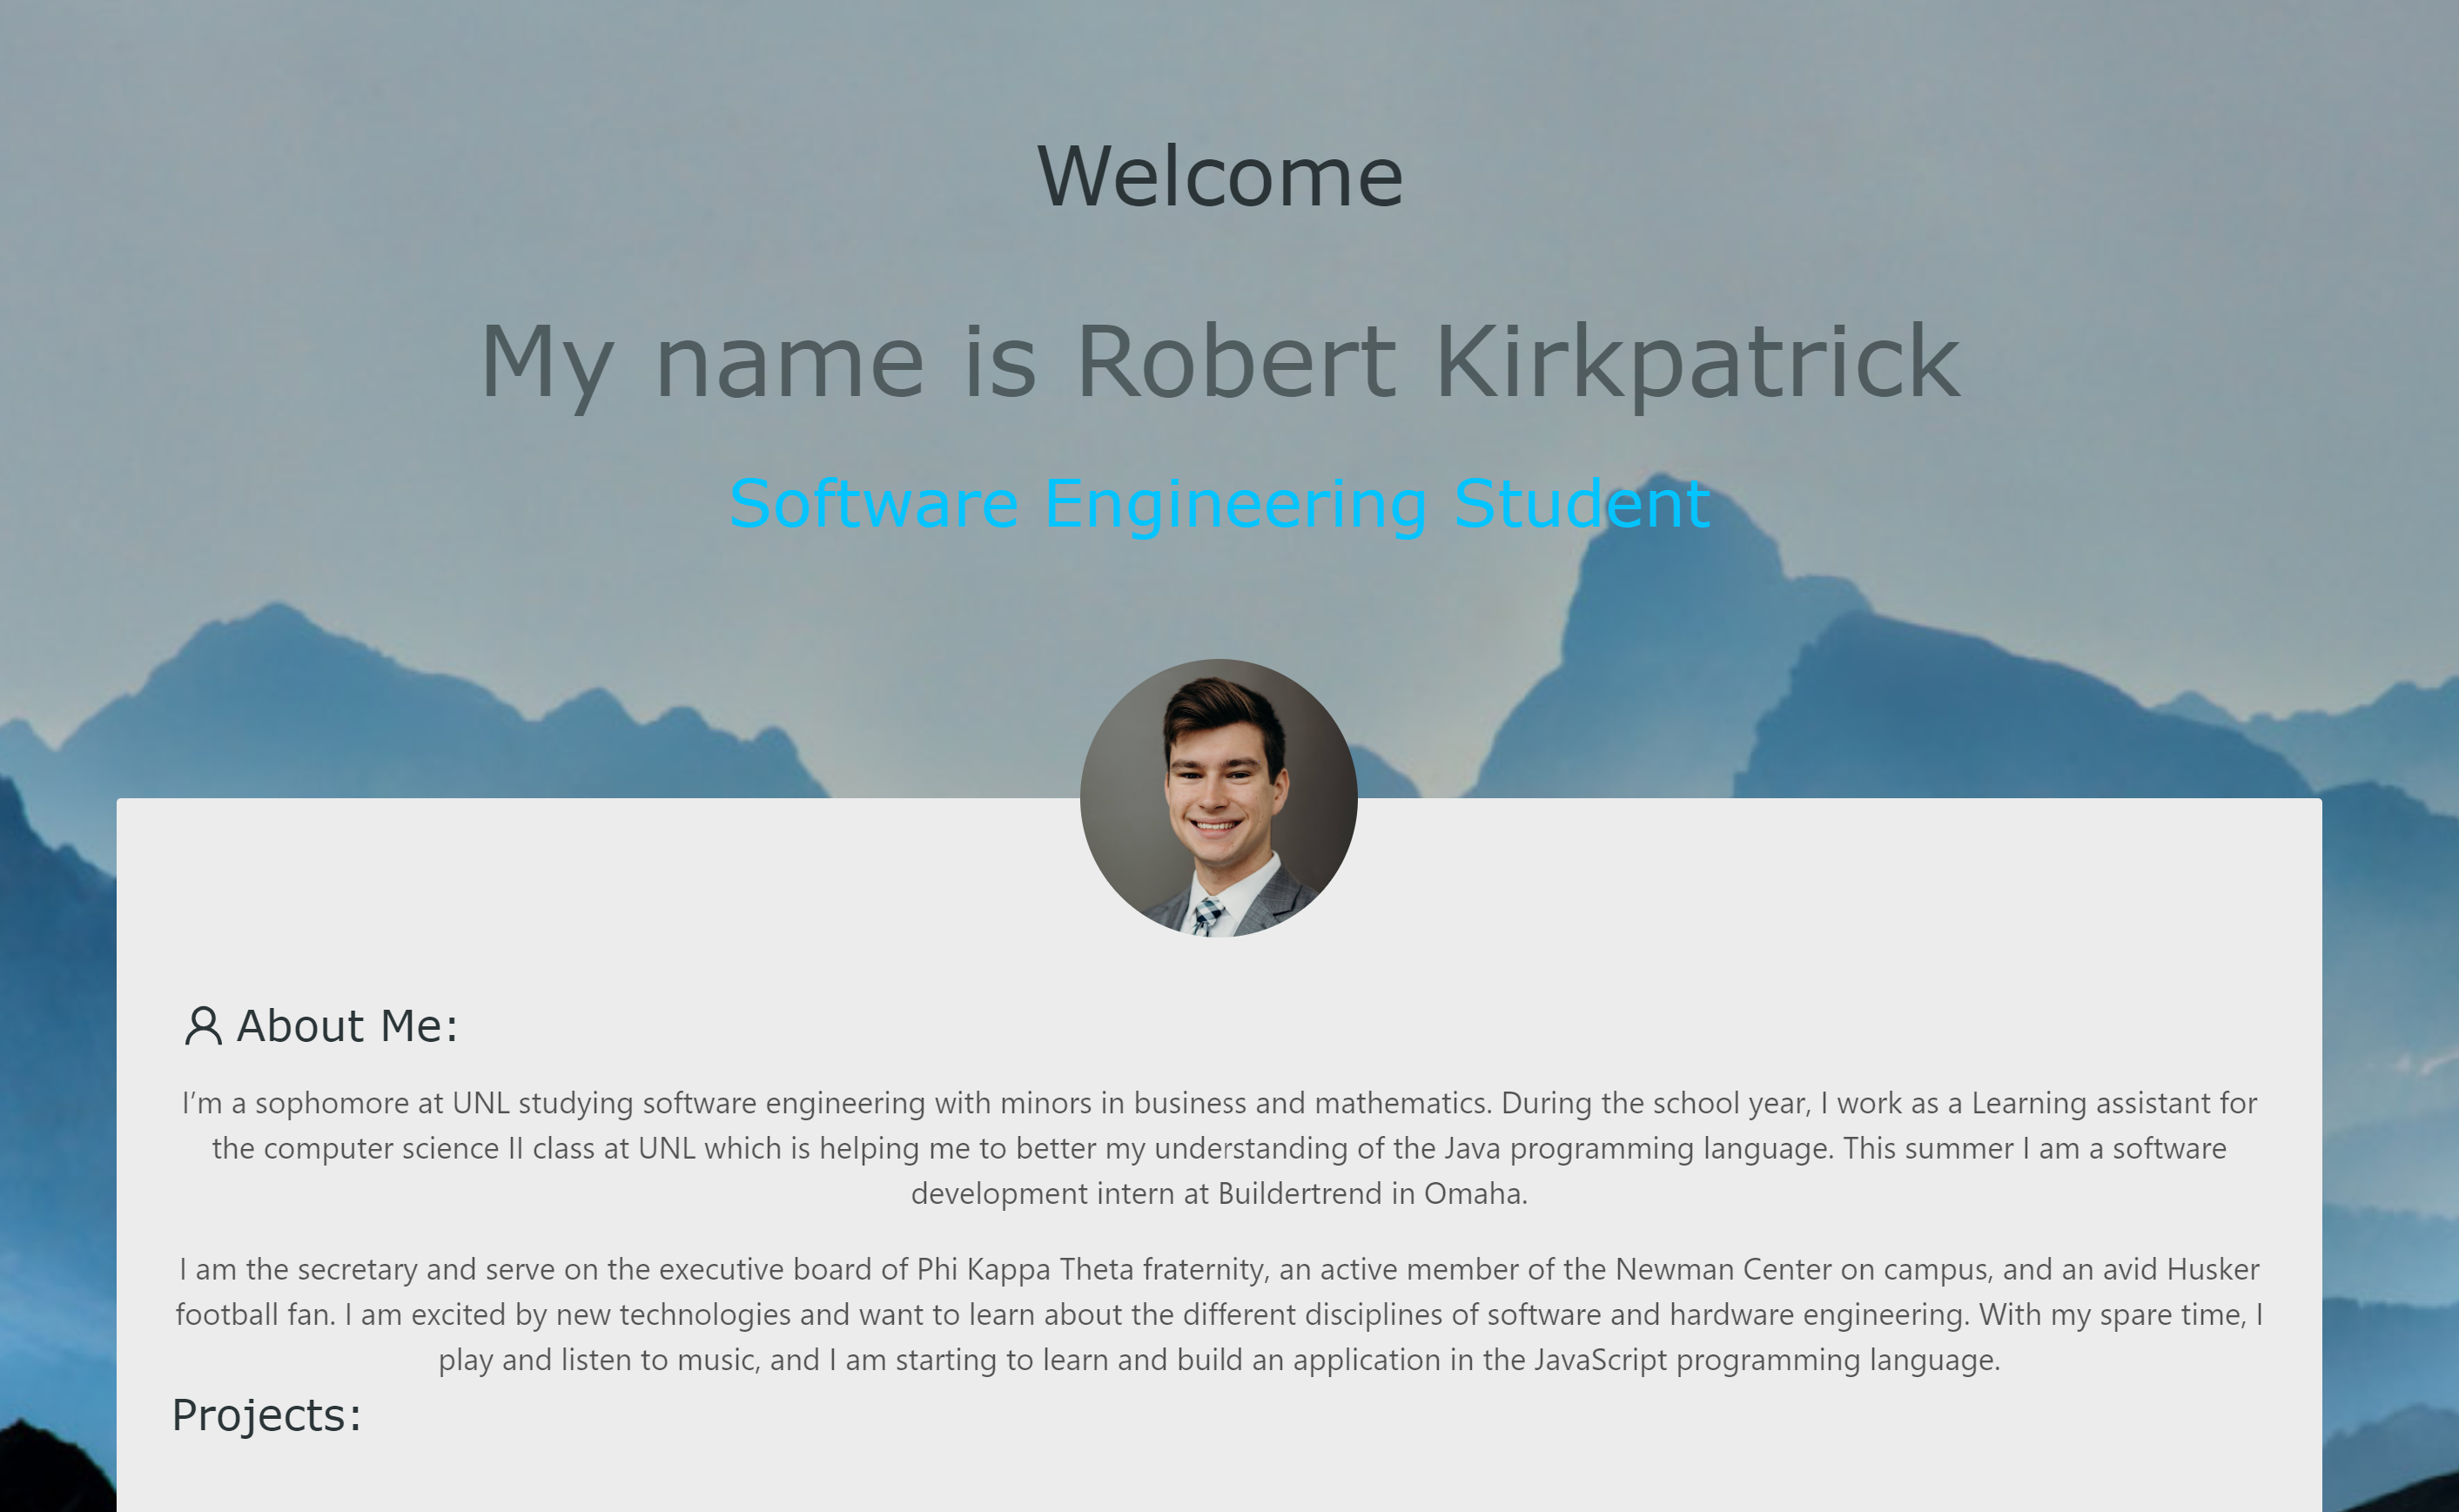 Welcome
My name is Robert Kirkpatrick
Software Engineering Student
About Me:
I’m a sophomore at UNL studying software engineering with minors in business and mathematics. During the school year, I work as a Learning assistant for
the computer science II class at UNL which is helping me to better my understanding of the Java programming language. This summer I am a software
development intern at Buildertrend in Omaha.
I am the secretary and serve on the executive board of Phi Kappa Theta fraternity, an active member of the Newman Center on campus, and an avid Husker
football fan. I am excited by new technologies and want to learn about the different disciplines of software and hardware engineering. With my spare time, I
play and listen to music, and I am starting to learn and build an application in the JavaScript programming language.
Projects: